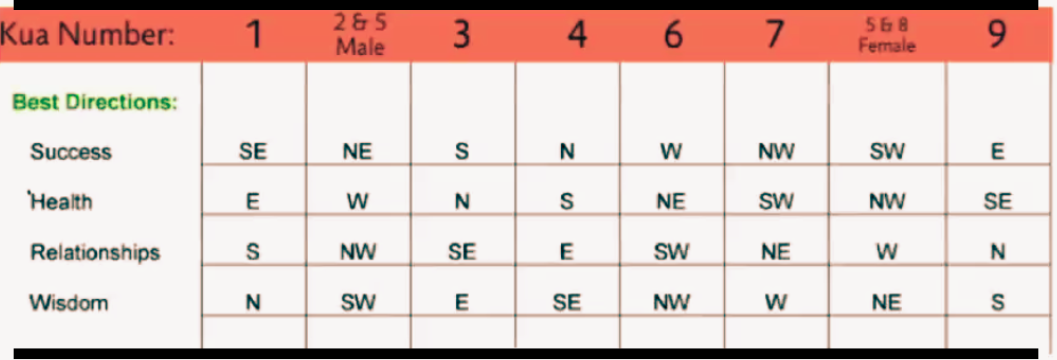 Kua Number: 1 2 & 5 Male 3 4 6 7 5 & 8 Female 9
Best Directions:
Success SE NE S N W NW SW E
Health E W N S NE SW NW SE
Relationships S NW SE E SW NE W N
Wisdom N SW E SE NW W NE S